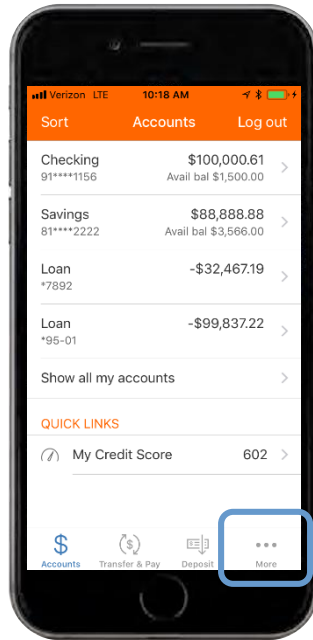 Verizon LTE 10:18 AM
Sort Accounts Log out
Checking $100,000.61
91****1156 Avail bal $1,500.00
Savings $88,888.88
81****2222 Avail bal $3,566.00
Loan -$32,467.19
*7892
Loan -$99,837.22
*95-01
Show all my accounts
QUICK LINKS
My Credit Score 602
Accounts Transfer & Pay Deposit More